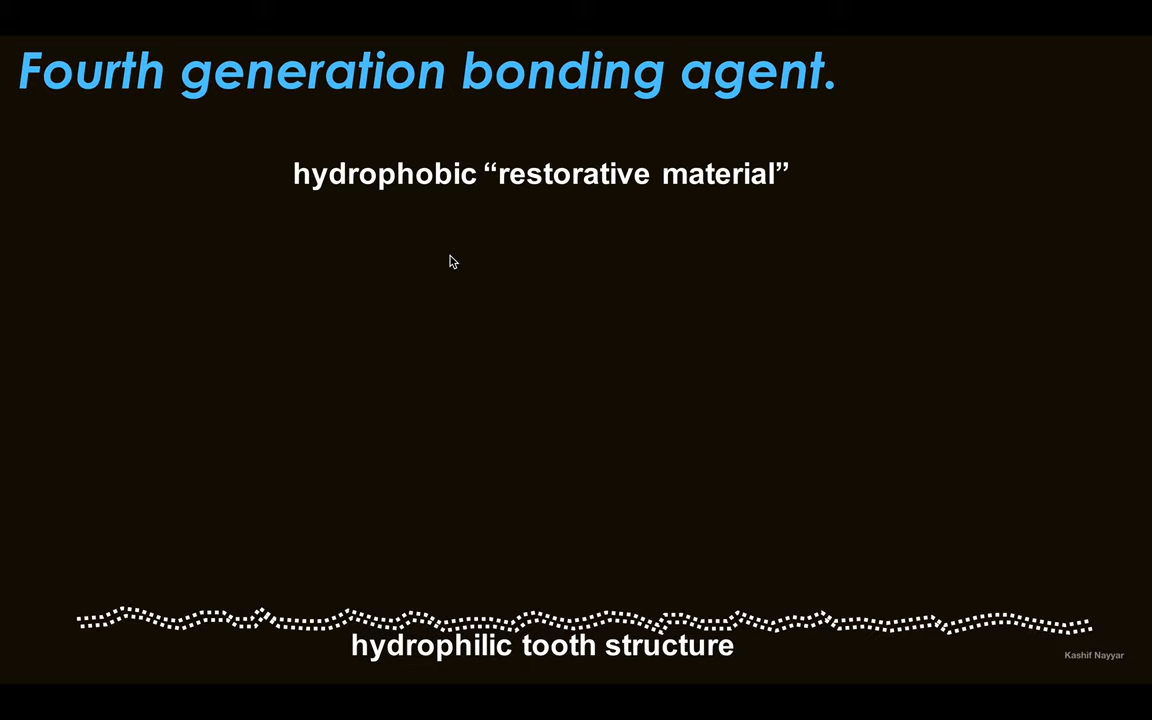 Fourth generation bonding agent.
hydrophobic “restorative material”
hydrophilic tooth structure
Kashif Nayyar